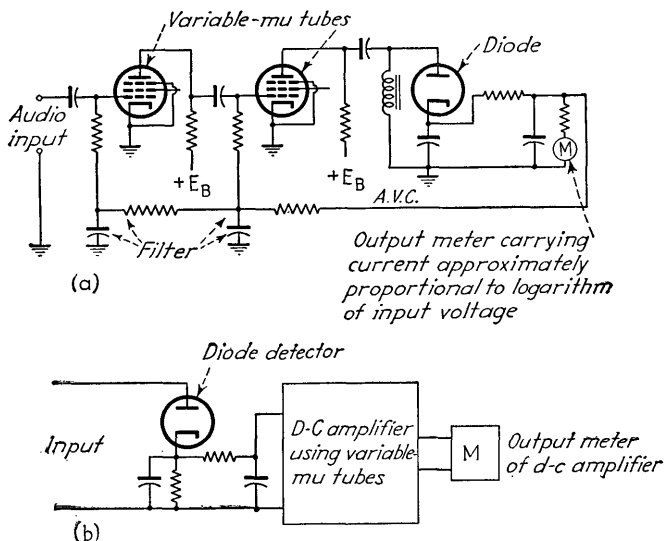 Variable-mu tubes
Diode
Audio
input
+E_B
+E_B
A.V.C.
Filter
M
(a)
Output meter carrying
current approximately
proportional to logarithm
of input voltage
Diode detector
Input
D-C amplifier
using variable-
mu tubes
M
Output meter
of d-c amplifier
(b)